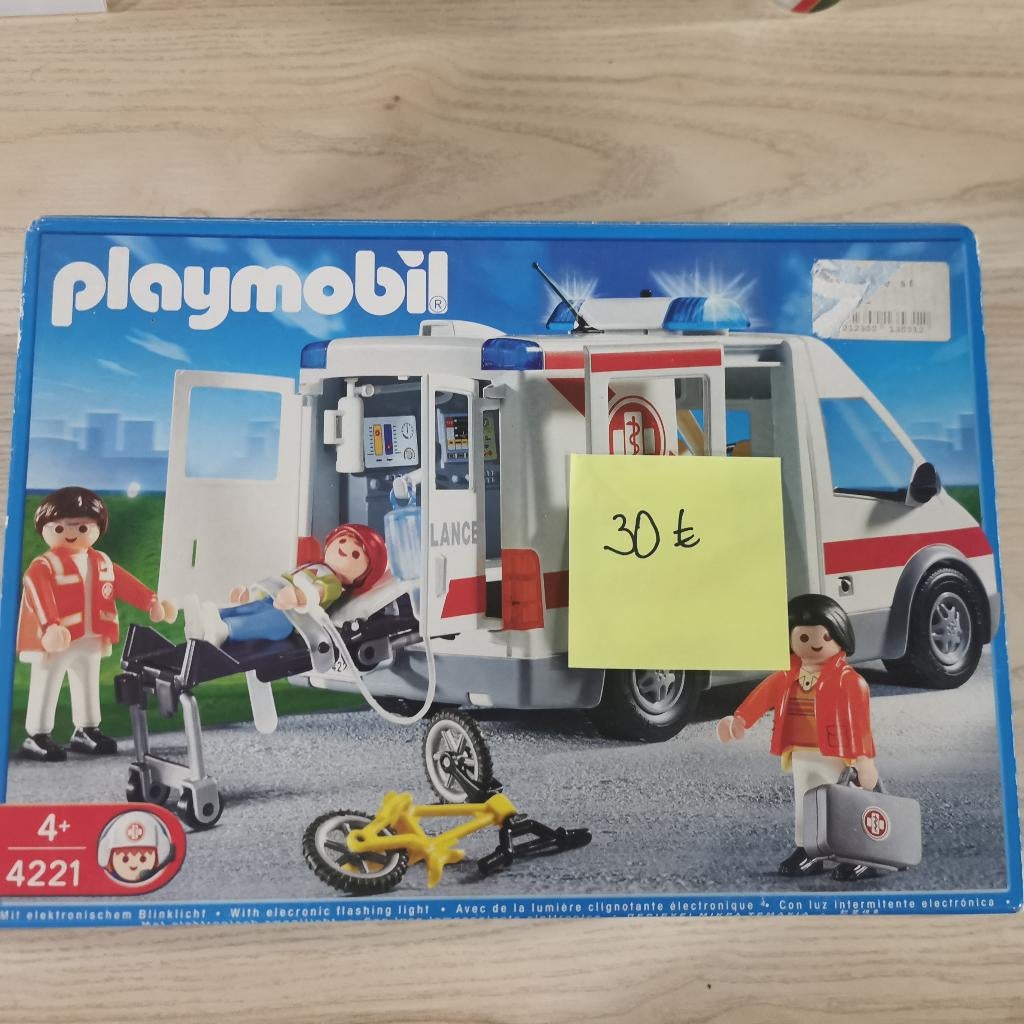 playmobil®
LANCE
30 €
4+
4221
Mit elektronischem Blinklicht • With elecronic flashing light • Avec de la lumière clignotante électronique • Con luz intermitente electrónica